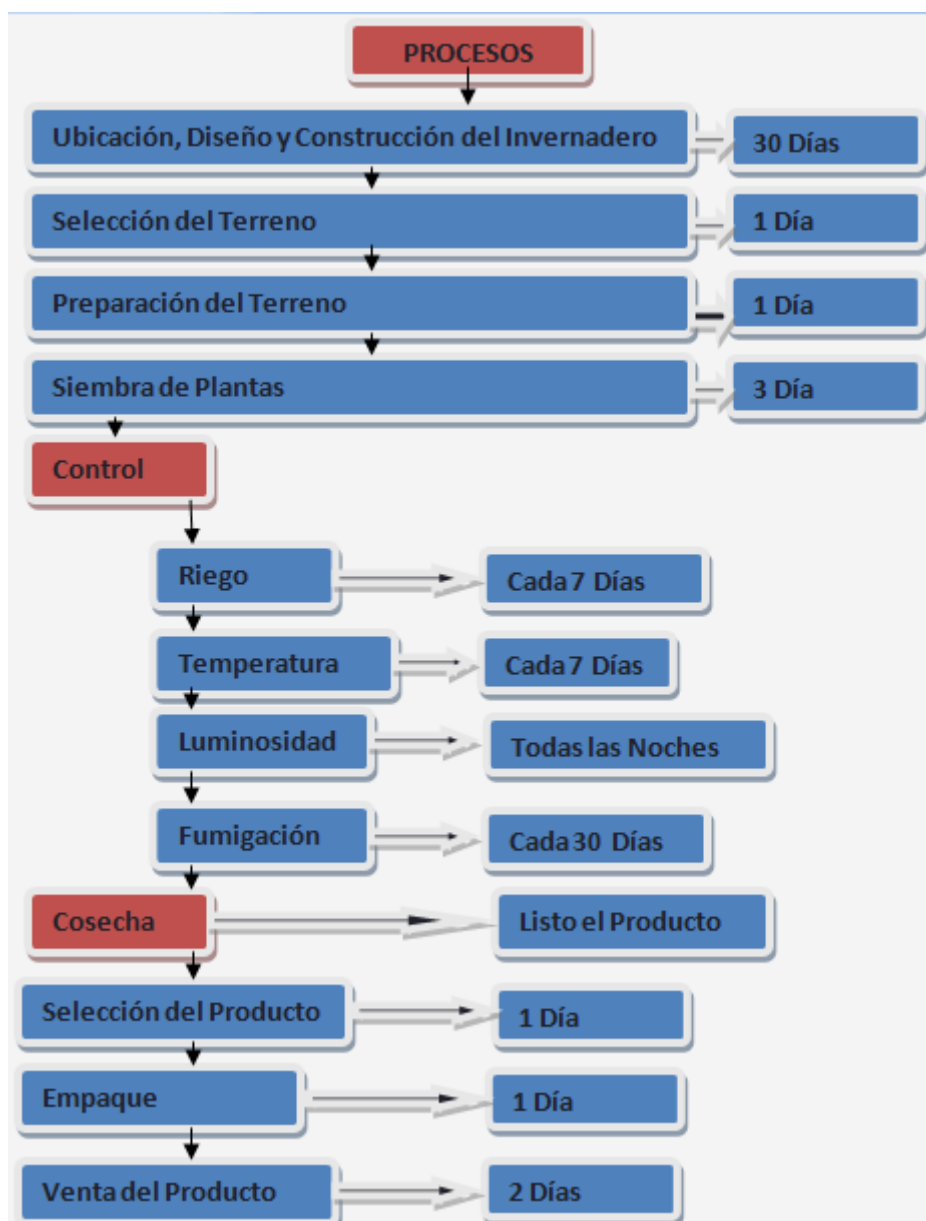 PROCESOS
Ubicación, Diseño y Construcción del Invernadero
30 Días
Selección del Terreno
1 Día
Preparación del Terreno
1 Día
Siembra de Plantas
3 Día
Control
Riego
Cada 7 Días
Temperatura
Cada 7 Días
Luminosidad
Todas las Noches
Fumigación
Cada 30 Días
Cosecha
Listo el Producto
Selección del Producto
1 Día
Empaque
1 Día
Venta del Producto
2 Días